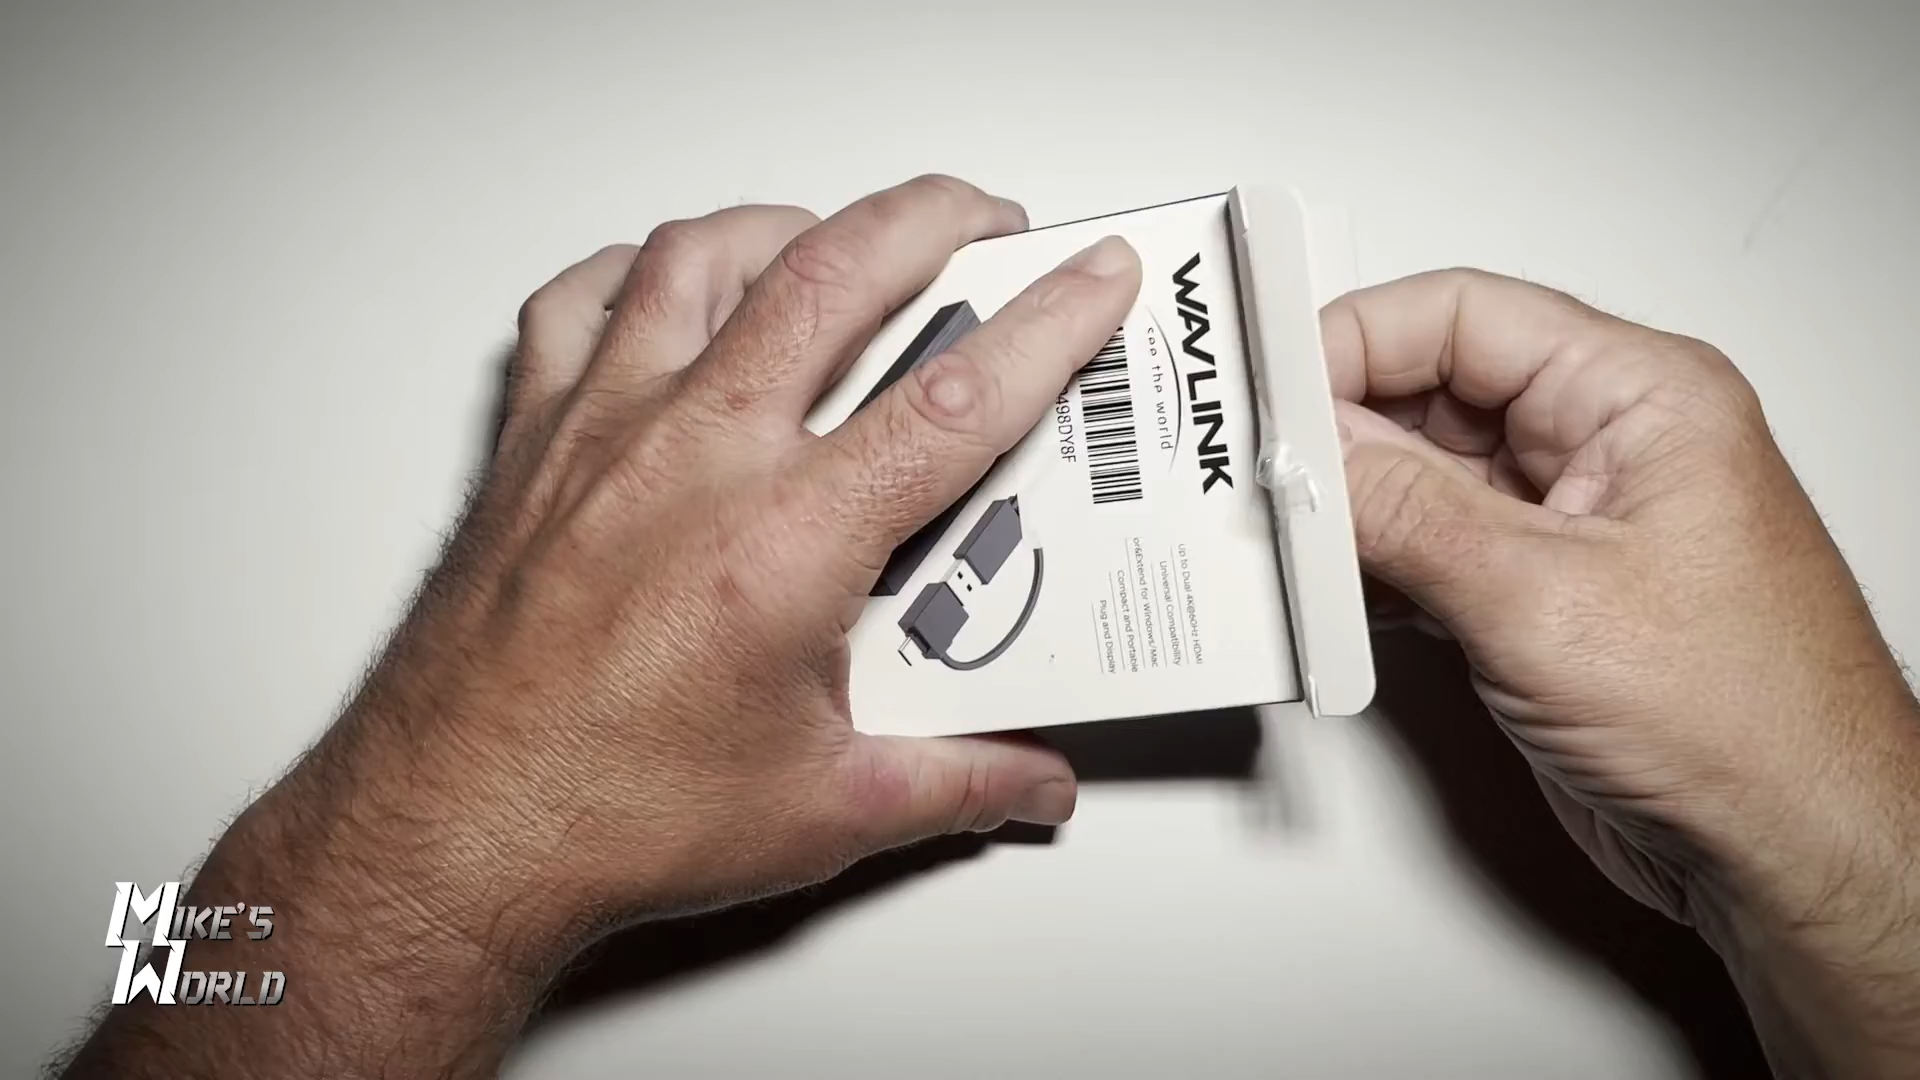 WAVLINK
see the world
498DY8F
Up to Dual 4K@60Hz HDMI
Universal Compatibility
or&Extend for Windows/Mac
Compact and Portable
Plug and Display
MIKE'S
WORLD